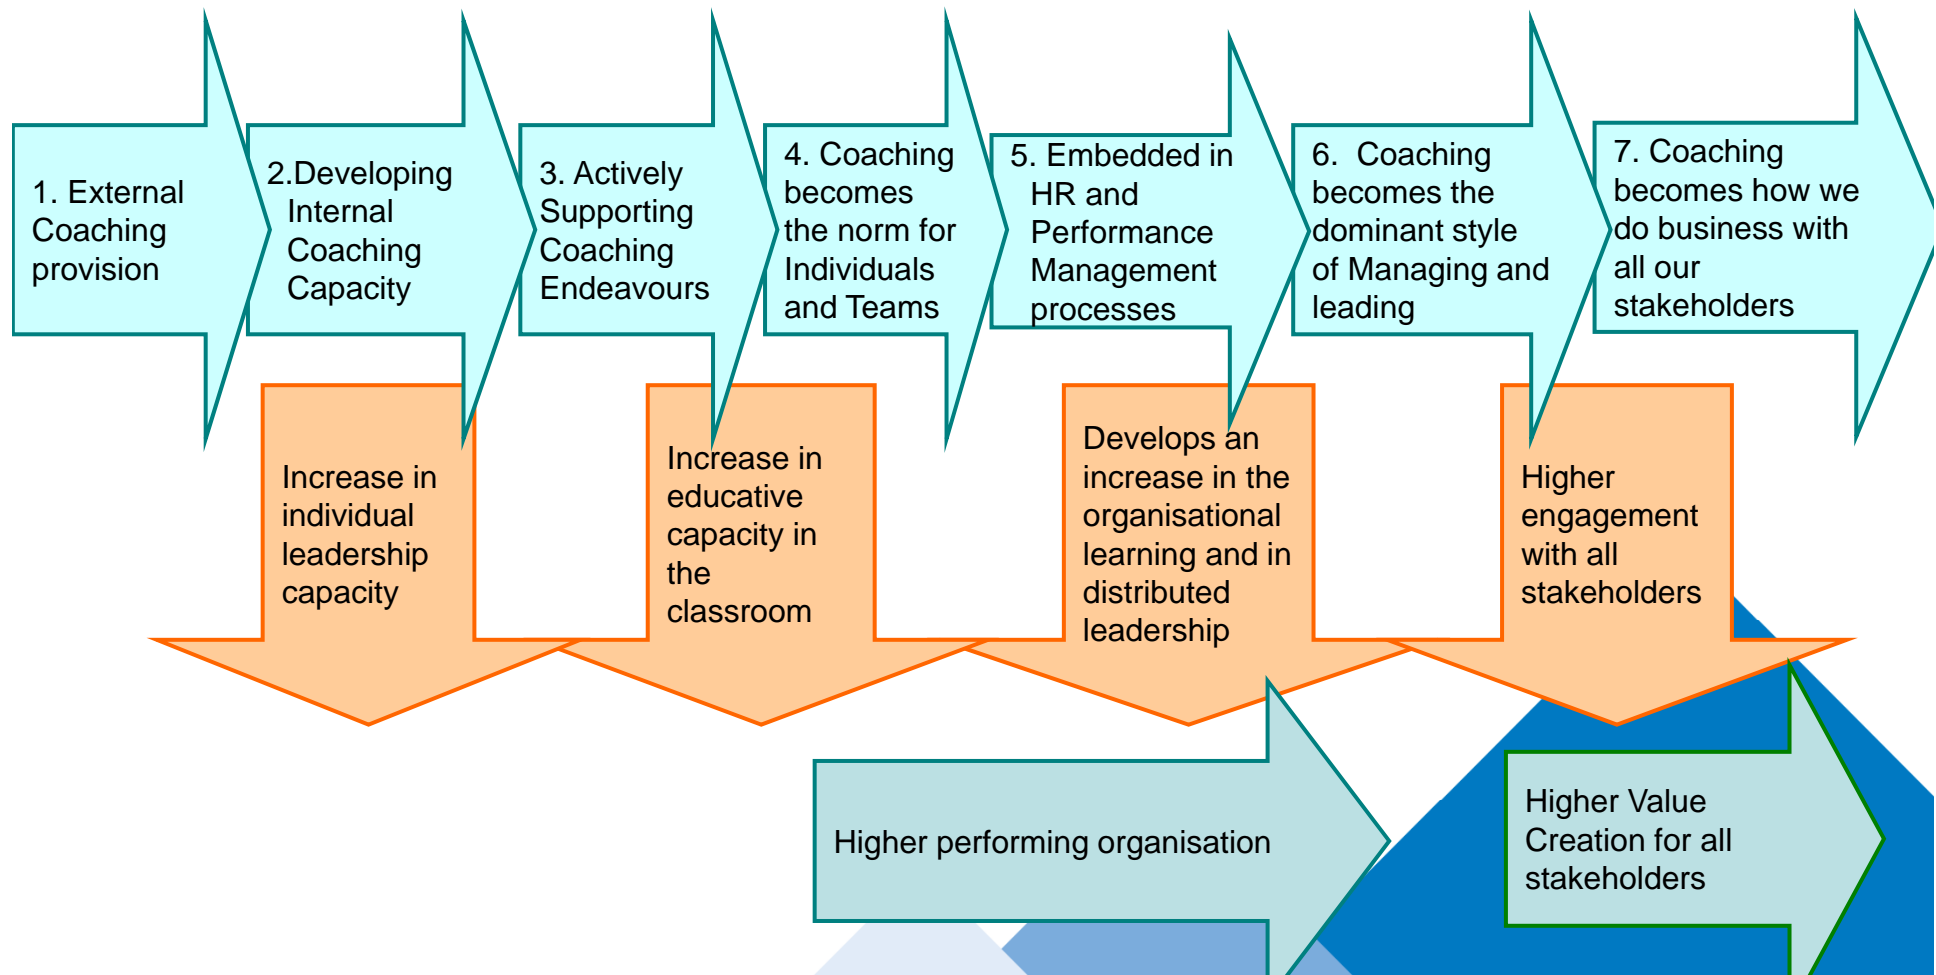 1. External
Coaching
provision
2.Developing
Internal
Coaching
Capacity
3. Actively
Supporting
Coaching
Endeavours
4. Coaching
becomes
the norm for
Individuals
and Teams
5. Embedded in
HR and
Performance
Management
processes
6. Coaching
becomes the
dominant style
of Managing and
leading
7. Coaching
becomes how we
do business with
all our
stakeholders
Increase in
individual
leadership
capacity
Increase in
educative
capacity in
the
classroom
Develops an
increase in the
organisational
learning and in
distributed
leadership
Higher
engagement
with all
stakeholders
Higher performing organisation
Higher Value
Creation for all
stakeholders